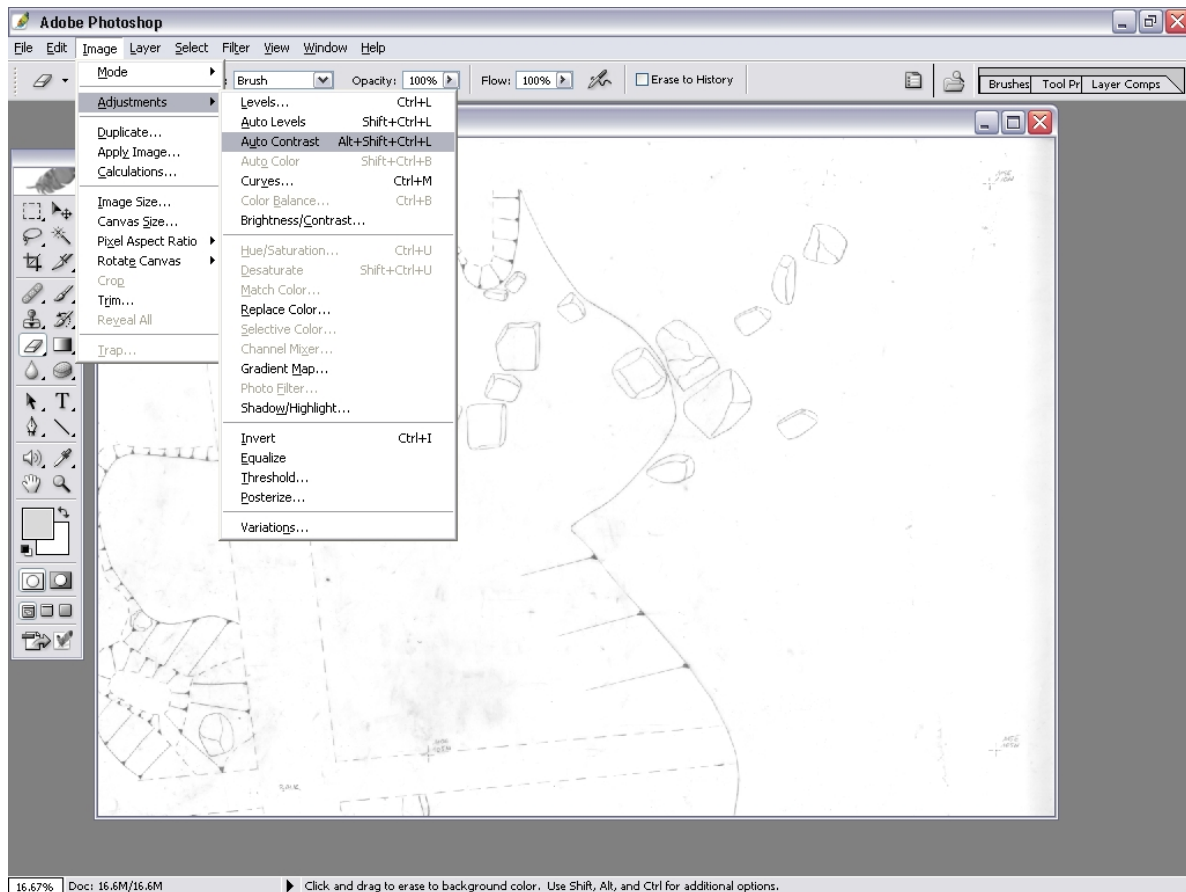 Adobe Photoshop
File Edit Image Layer Select Filter View Window Help
: Brush Opacity: 100% Flow: 100% Erase to History
Brushes Tool Pr Layer Comps
Mode
Adjustments
Duplicate...
Apply Image...
Calculations...
Image Size...
Canvas Size...
Pixel Aspect Ratio
Rotate Canvas
Crop
Trim...
Reveal All
Trap...
Levels... Ctrl+L
Auto Levels Shift+Ctrl+L
Auto Contrast Alt+Shift+Ctrl+L
Auto Color Shift+Ctrl+B
Curves... Ctrl+M
Color Balance... Ctrl+B
Brightness/Contrast...
Hue/Saturation... Ctrl+U
Desaturate Shift+Ctrl+U
Match Color...
Replace Color...
Selective Color...
Channel Mixer...
Gradient Map...
Photo Filter...
Shadow/Highlight...
Invert Ctrl+I
Equalize
Threshold...
Posterize...
Variations...
T
16.67% Doc: 16.6M/16.6M Click and drag to erase to background color. Use Shift, Alt, and Ctrl for additional options.